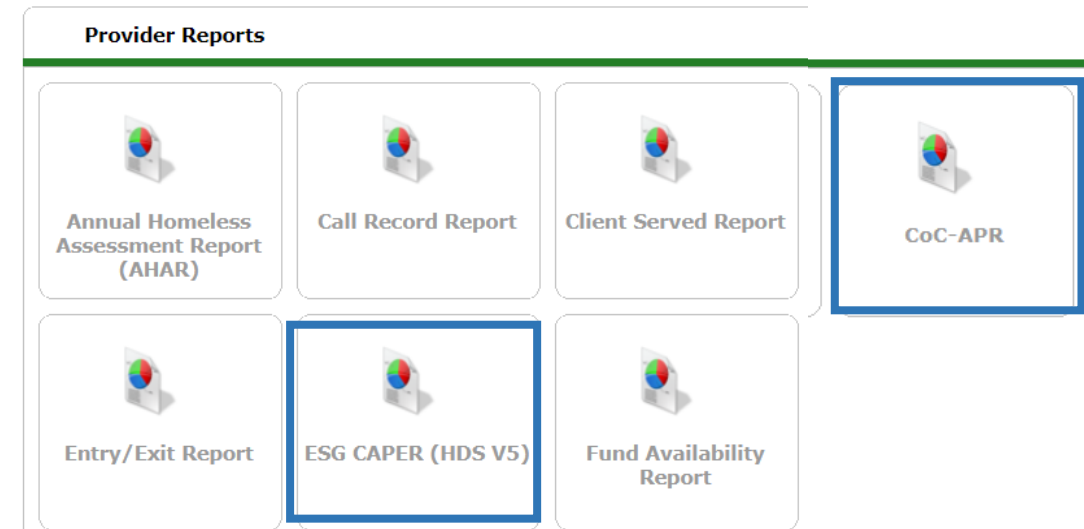 Provider Reports
Annual Homeless
Assessment Report
(AHAR)
Call Record Report
Client Served Report
CoC-APR
Entry/Exit Report
ESG CAPER (HDS V5)
Fund Availability
Report